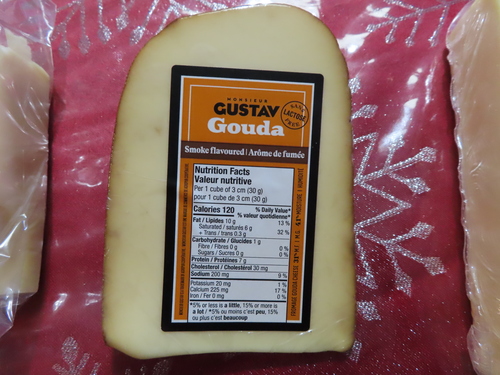 MONSIEUR
GUSTAV
SANS
LACTOSE
FREE
Gouda
Smoke flavoured | Arôme de fumée
Nutrition Facts
Valeur nutritive
Per 1 cube of 3 cm (30 g)
pour 1 cube de 3 cm (30 g)
Calories 120
% Daily Value*
% valeur quotidienne*
Fat / Lipides 10 g 13 %
Saturated / saturés 6 g 32 %
+ Trans / trans 0.3 g
Carbohydrate / Glucides 1 g
Fibre / Fibres 0 g 0 %
Sugars / Sucres 0 g 0 %
Protein / Protéines 7 g
Cholesterol / Cholestérol 30 mg
Sodium 200 mg 9 %
Potassium 20 mg 1 %
Calcium 225 mg 17 %
Iron / Fer 0 mg 0 %
*5% or less is a little, 15% or more is
a lot / *5% ou moins c'est peu, 15%
ou plus c'est beaucoup